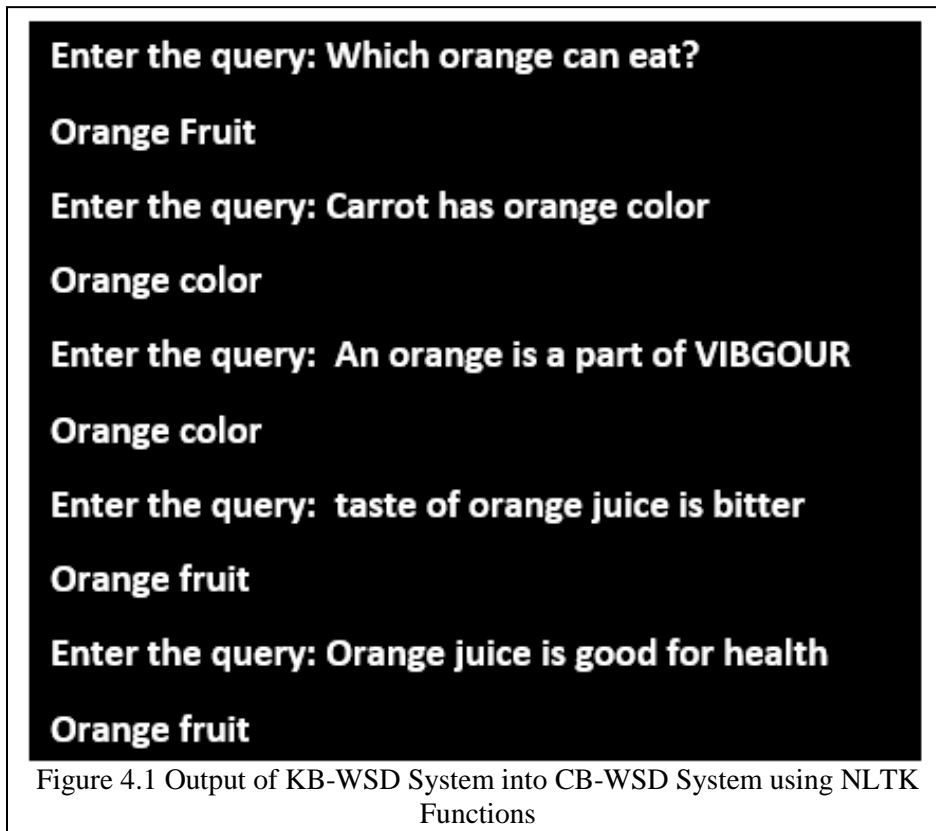 Enter the query: Which orange can eat?
Orange Fruit
Enter the query: Carrot has orange color
Orange color
Enter the query: An orange is a part of VIBGOUR
Orange color
Enter the query: taste of orange juice is bitter
Orange fruit
Enter the query: Orange juice is good for health
Orange fruit
Figure 4.1 Output of KB-WSD System into CB-WSD System using NLTK
Functions